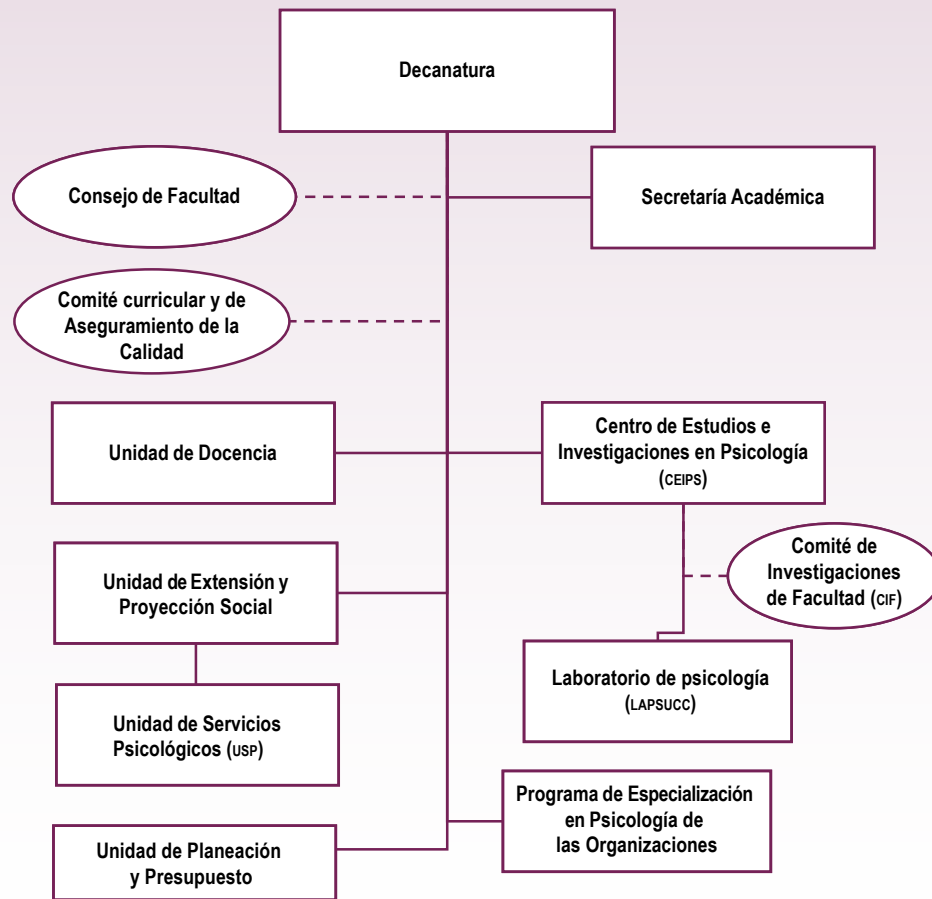 Decanatura
Consejo de Facultad
Secretaría Académica
Comité curricular y de
Aseguramiento de la
Calidad
Unidad de Docencia
Centro de Estudios e
Investigaciones en Psicología
(CEIPS)
Unidad de Extensión y
Proyección Social
Comité de
Investigaciones
de Facultad (CIF)
Unidad de Servicios
Psicológicos (USP)
Laboratorio de psicología
(LAPSUCC)
Unidad de Planeación
y Presupuesto
Programa de Especialización
en Psicología de
las Organizaciones